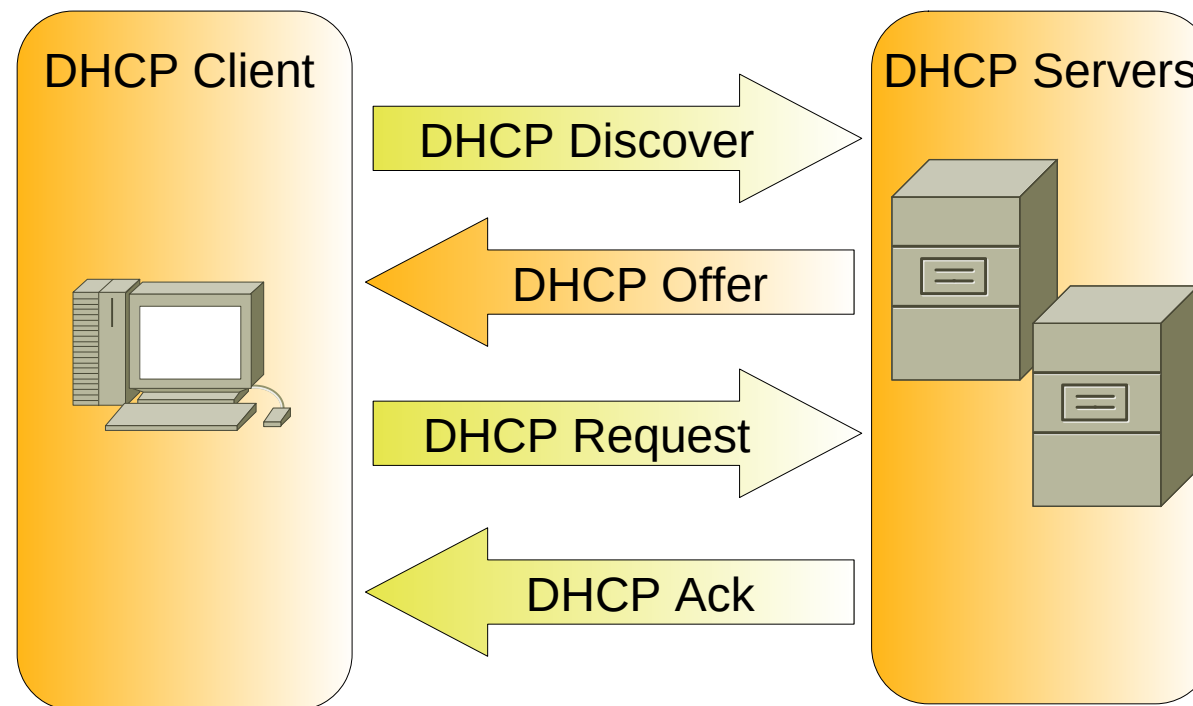 DHCP Client
DHCP Servers
DHCP Discover
DHCP Offer
DHCP Request
DHCP Ack